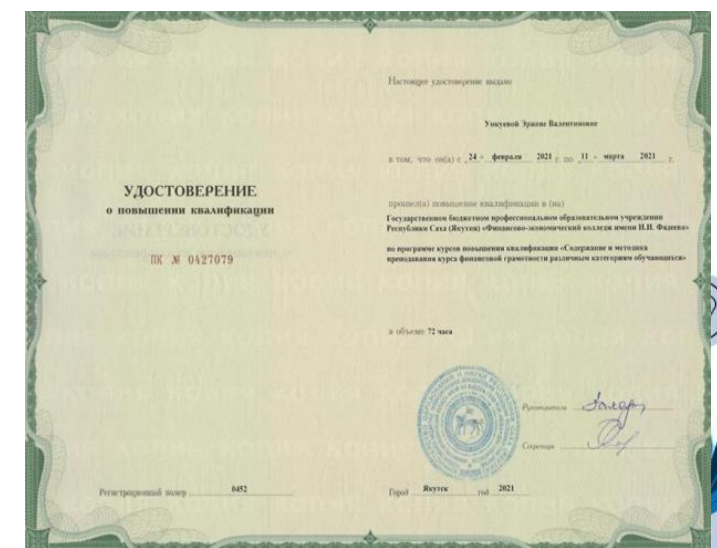 УДОСТОВЕРЕНИЕ
о повышении квалификации
ПК № 0427079
Регистрационный номер 0452
Настоящее удостоверение выдано
Валентиновне
в том, что он(а) с 24 - февраля 2021 г. по 11 - марта 2021 г.
прошел(а) повышение квалификации в (на)
Государственном бюджетном профессиональном образовательном учреждении
Республики Саха (Якутия) «Финансово-экономический колледж имени И.И. Фадеева»
по программе курсов повышения квалификации «Содержание и методика
преподавания курса финансовой грамотности различным категориям обучающихся»
в объеме 72 часа
Руководитель
Секретарь
Город Якутск год 2021